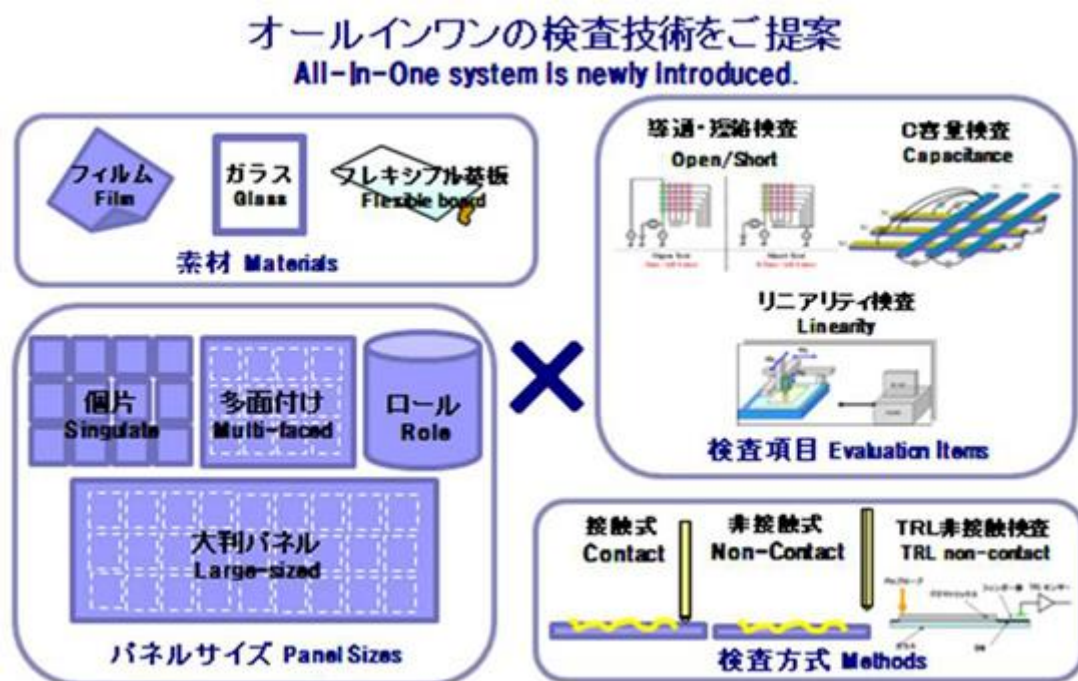 オールインワンの検査技術をご提案
All-In-One system is newly introduced.
フィルム
Film
ガラス
Glass
フレキシブル基板
Flexible board
素材 Materials
個片
Singulate
多面付け
Multi-faced
ロール
Role
大判パネル
Large-sized
パネルサイズ Panel Sizes
×
導通・短絡検査
Open/Short
C容量検査
Capacitance
リニアリティ検査
Linearity
検査項目 Evaluation Items
接触式
Contact
非接触式
Non-Contact
TRL非接触検査
TRL non-contact
検査方式 Methods